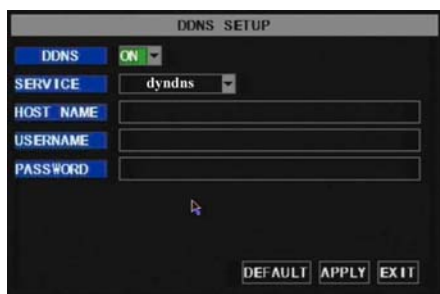 DDNS SETUP
DDNS ON
SERVICE dyndns
HOST NAME
USERNAME
PASSWORD
DEFAULT APPLY EXIT